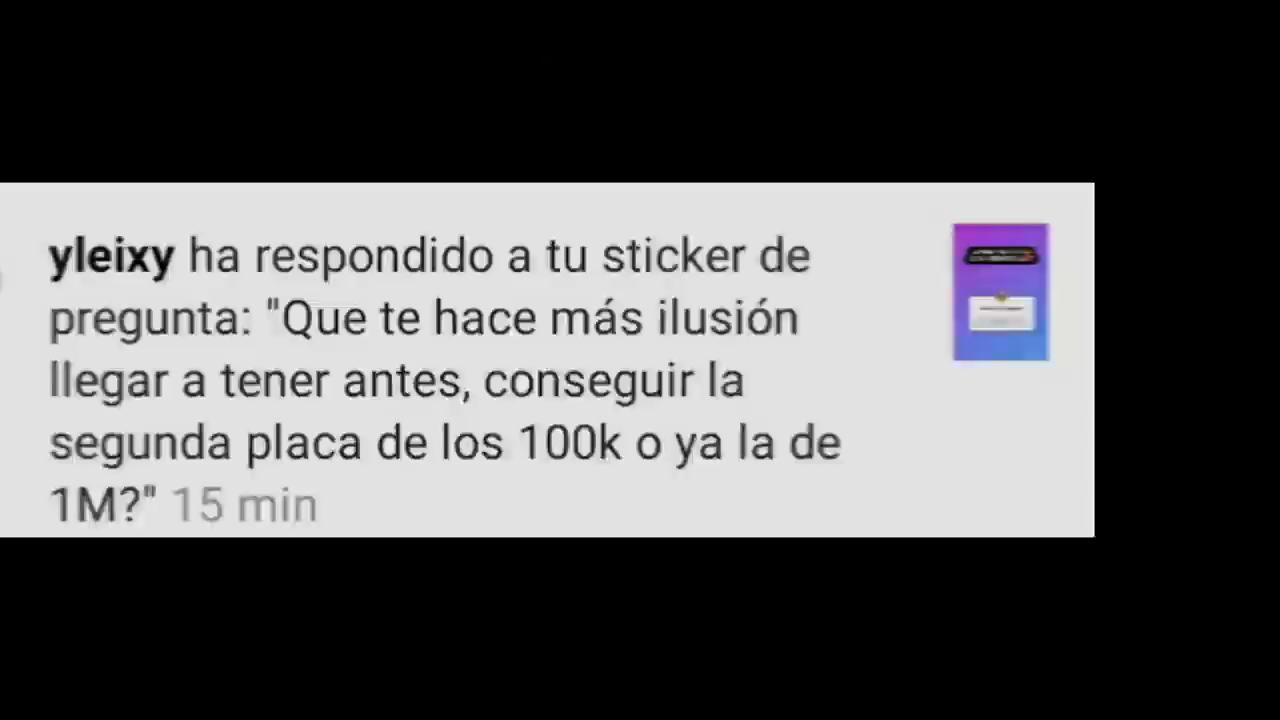 yleixy ha respondido a tu sticker de
pregunta: "Que te hace más ilusión
llegar a tener antes, conseguir la
segunda placa de los 100k o ya la de
1M?" 15 min